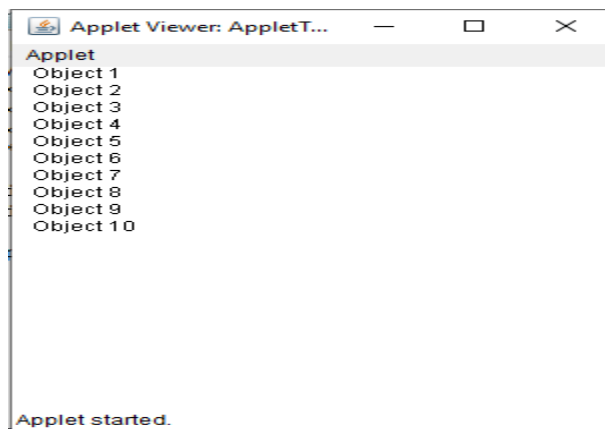 Applet Viewer: AppletT...
Applet
Object 1
Object 2
Object 3
Object 4
Object 5
Object 6
Object 7
Object 8
Object 9
Object 10
Applet started.